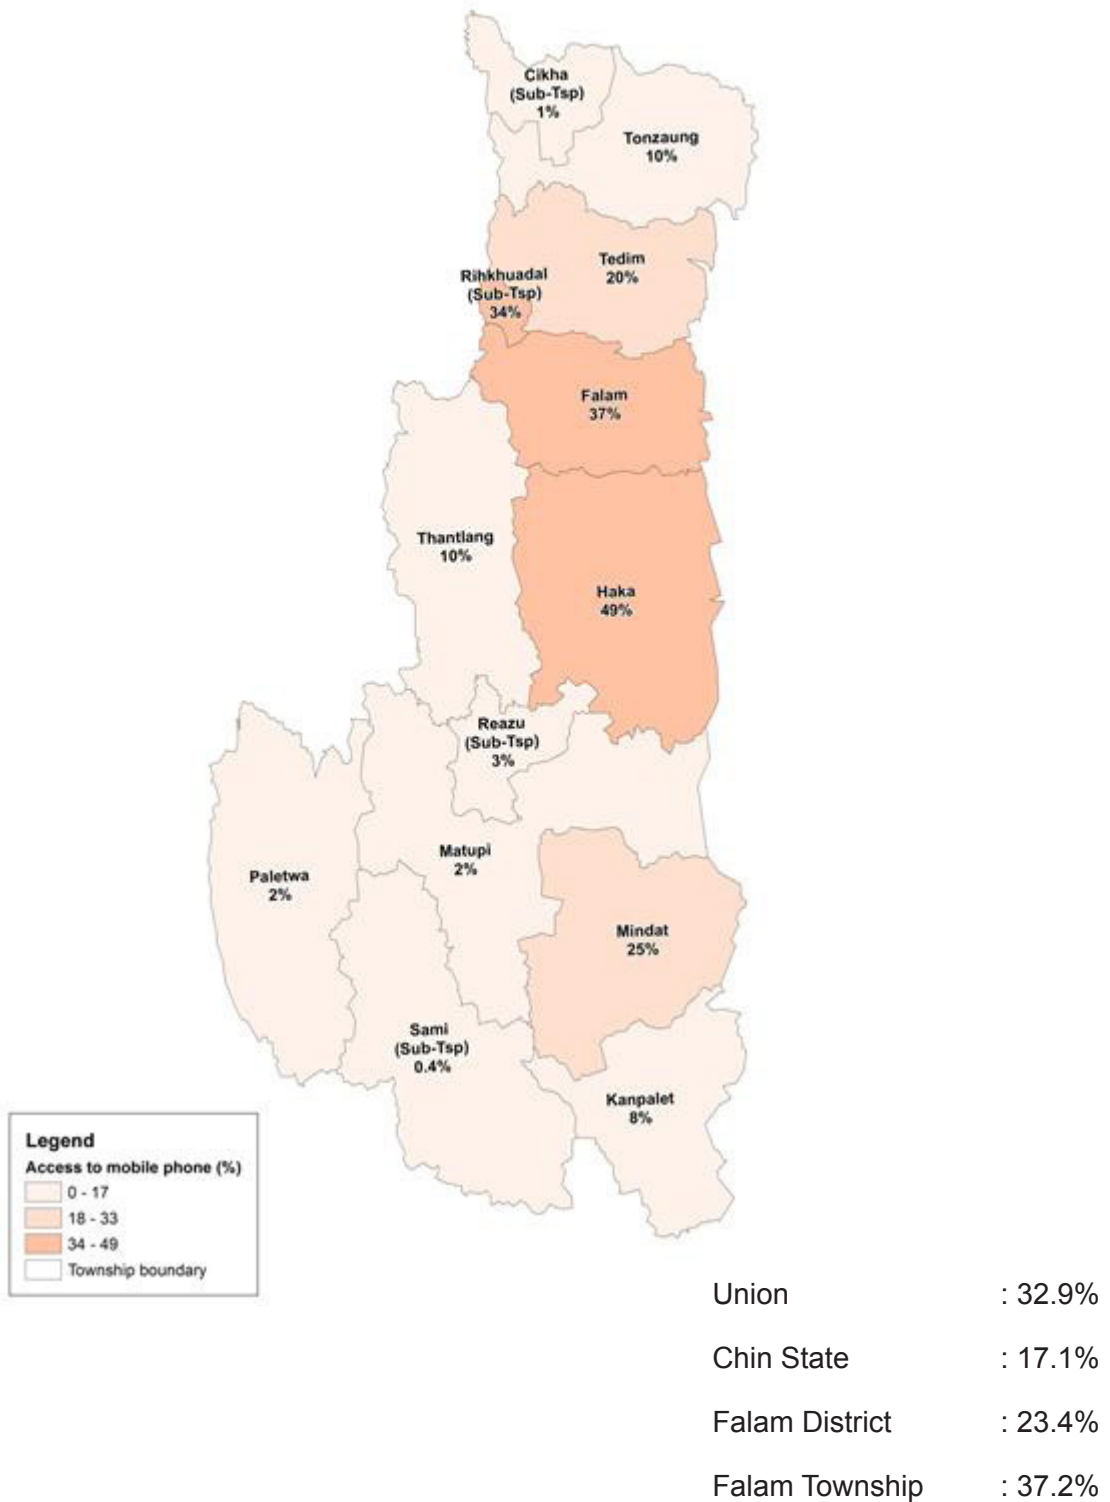 Cikha
(Sub-Tsp)
1%
Tonzaung
10%
Tedim
20%
Rihkhuadal
(Sub-Tsp)
34%
Falam
37%
Thantlang
10%
Haka
49%
Reazu
(Sub-Tsp)
3%
Matupi
2%
Paletwa
2%
Mindat
25%
Sami
(Sub-Tsp)
0.4%
Kanpalet
8%
Legend
Access to mobile phone (%)
0 - 17
18 - 33
34 - 49
Township boundary
Union : 32.9%
Chin State : 17.1%
Falam District : 23.4%
Falam Township : 37.2%